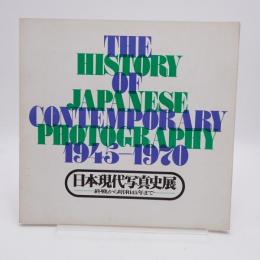 THE
HISTORY
OF
JAPANESE
CONTEMPORARY
PHOTOGRAPHY
1945–1970
日本現代写真史展
終戦から昭和45年まで